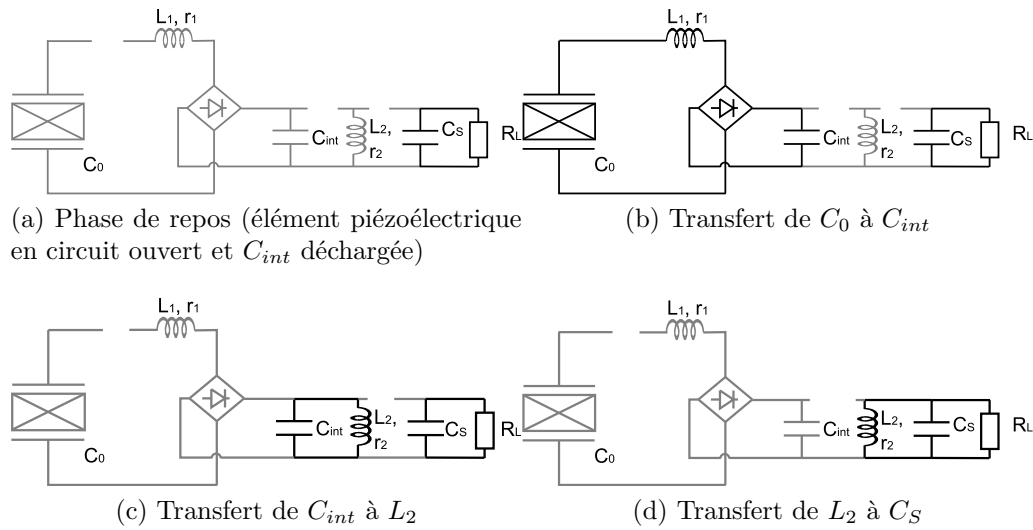 L1, r1
C0
Cint
L2,
r2
CS
RL
(a) Phase de repos (élément piézoélectrique
en circuit ouvert et Cint déchargée)
L1, r1
C0
Cint
L2,
r2
CS
RL
(b) Transfert de C0 à Cint
L1, r1
C0
Cint
L2,
r2
CS
RL
(c) Transfert de Cint à L2
L1, r1
C0
Cint
L2,
r2
CS
RL
(d) Transfert de L2 à CS